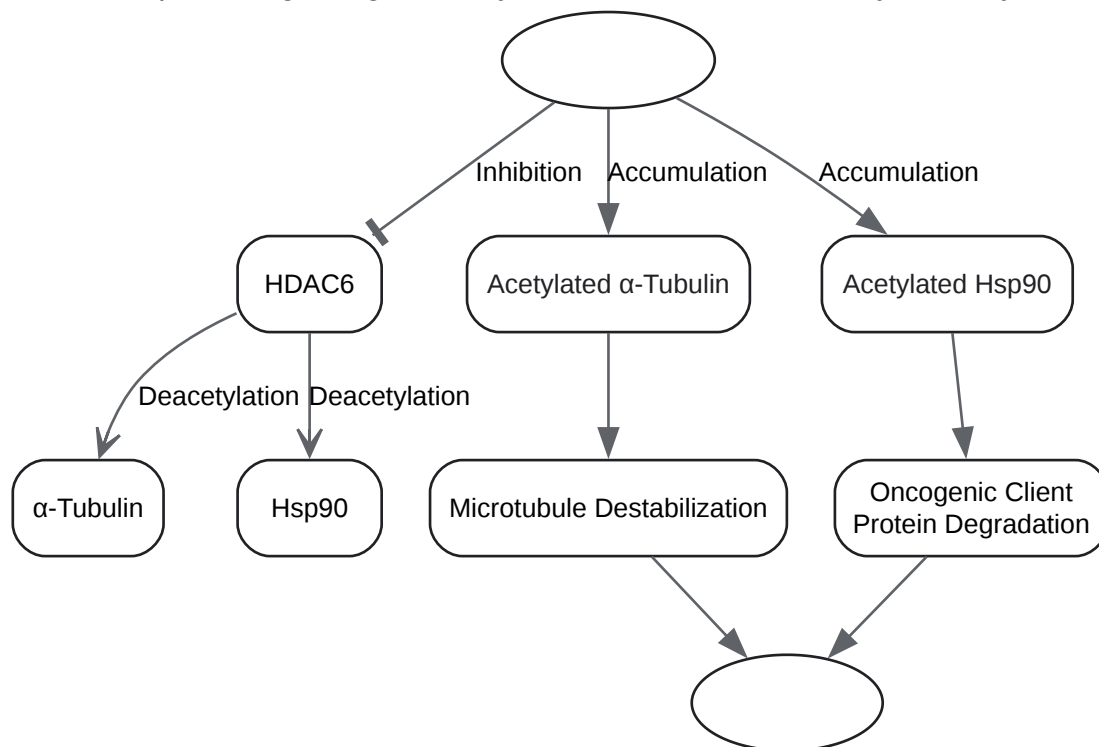 Inhibition
Accumulation
Accumulation
HDAC6
Acetylated α-Tubulin
Acetylated Hsp90
Deacetylation
Deacetylation
α-Tubulin
Hsp90
Microtubule Destabilization
Oncogenic Client
Protein Degradation